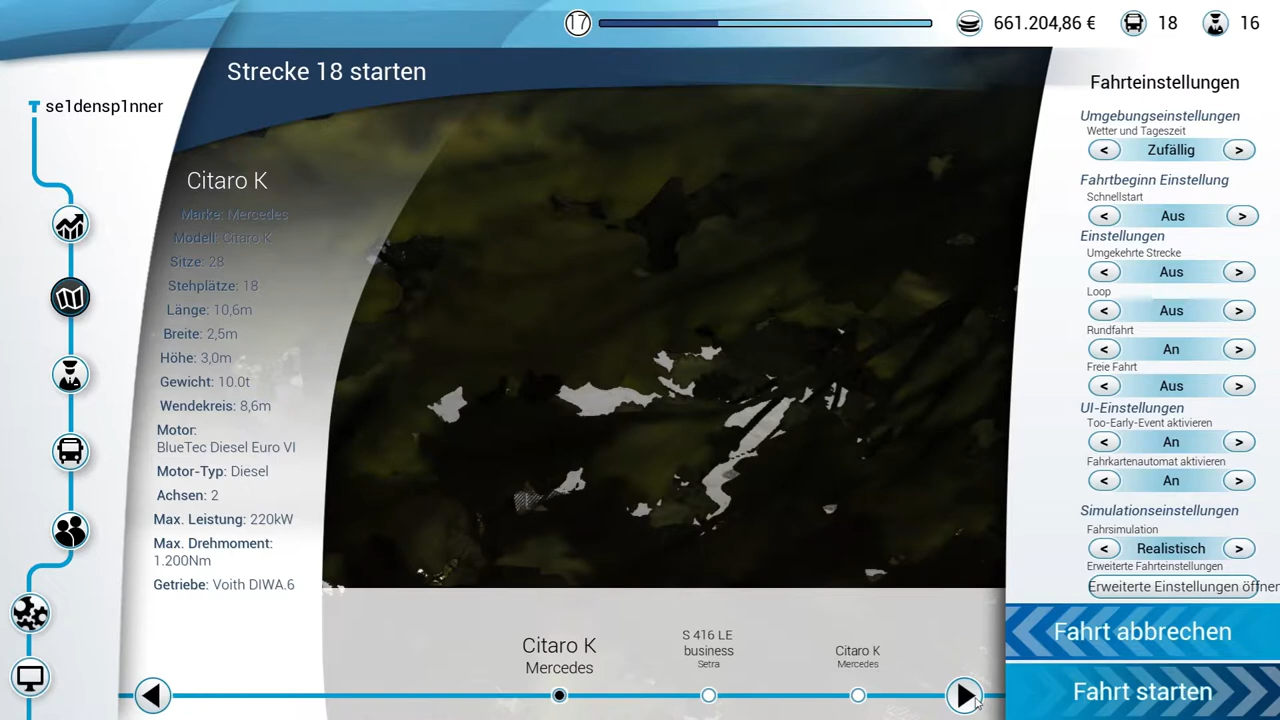 17
661.204,86 €
18
16
Strecke 18 starten
se1densp1nner
Citaro K
Marke: Mercedes
Modell: Citaro K
Sitze: 28
Stehplätze: 18
Länge: 10,6m
Breite: 2,5m
Höhe: 3,0m
Gewicht: 10.0t
Wendekreis: 8,6m
Motor:
BlueTec Diesel Euro VI
Motor-Typ: Diesel
Achsen: 2
Max. Leistung: 220kW
Max. Drehmoment:
1.200Nm
Getriebe: Voith DIWA.6
Citaro K
Mercedes
S 416 LE
business
Setra
Citaro K
Mercedes
Fahrteinstellungen
Umgebungseinstellungen
Wetter und Tageszeit
< Zufällig >
Fahrtbeginn Einstellung
Schnellstart
< Aus >
Einstellungen
Umgekehrte Strecke
< Aus >
Loop
< Aus >
Rundfahrt
< An >
Freie Fahrt
< Aus >
UI-Einstellungen
Too-Early-Event aktivieren
< An >
Fahrkartenautomat aktivieren
< An >
Simulationseinstellungen
Fahrsimulation
< Realistisch >
Erweiterte Fahrteinstellungen
Erweiterte Einstellungen öffnen
Fahrt abbrechen
Fahrt starten